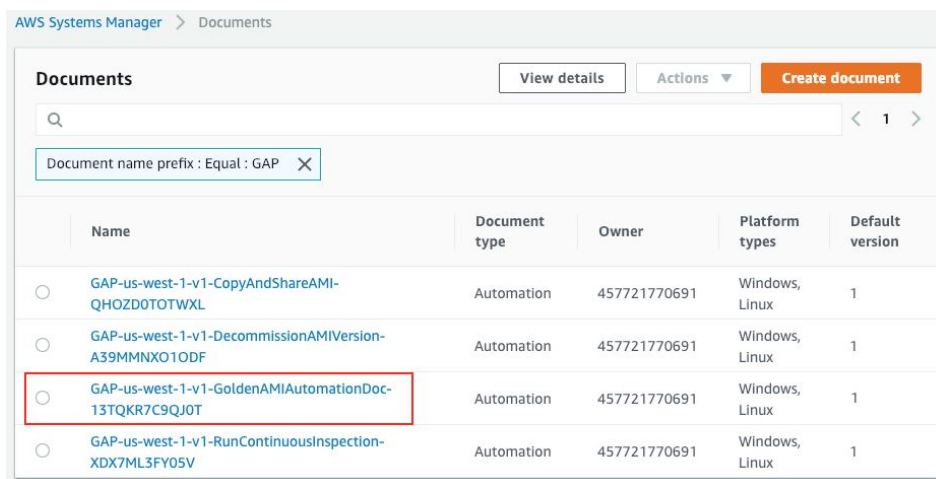 AWS Systems Manager > Documents
Documents
View details
Actions
Create document
< 1 >
Document name prefix : Equal : GAP
Name
Document type
Owner
Platform types
Default version
GAP-us-west-1-v1-CopyAndShareAMI-
QHOZD0TOTWXL
Automation
457721770691
Windows,
Linux
1
GAP-us-west-1-v1-DecommissionAMIVersion-
A39MMNXO1ODF
Automation
457721770691
Windows,
Linux
1
GAP-us-west-1-v1-GoldenAMIAutomationDoc-
13TQKR7C9QJ0T
Automation
457721770691
Windows,
Linux
1
GAP-us-west-1-v1-RunContinuousInspection-
XDX7ML3FY05V
Automation
457721770691
Windows,
Linux
1